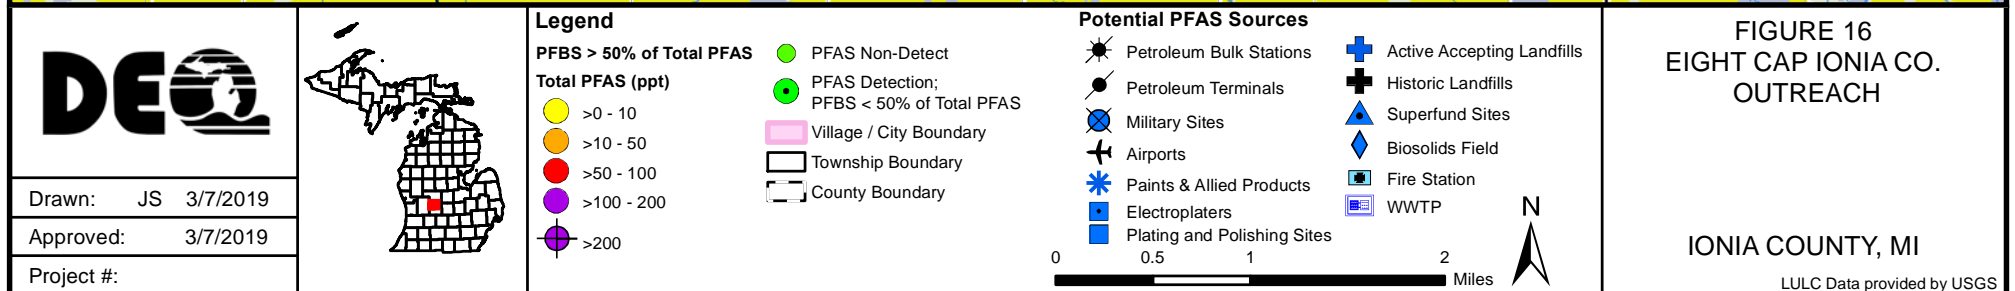 DEQ
Drawn: JS 3/7/2019
Approved: 3/7/2019
Project #:
Legend
PFBS > 50% of Total PFAS
Total PFAS (ppt)
>0 - 10
>10 - 50
>50 - 100
>100 - 200
>200
PFAS Non-Detect
PFAS Detection;
PFBS < 50% of Total PFAS
Village / City Boundary
Township Boundary
County Boundary
Potential PFAS Sources
Petroleum Bulk Stations
Petroleum Terminals
Military Sites
Airports
Paints & Allied Products
Electroplaters
Plating and Polishing Sites
Active Accepting Landfills
Historic Landfills
Superfund Sites
Biosolids Field
Fire Station
WWTP
N
0 0.5 1 2
Miles
FIGURE 16
EIGHT CAP IONIA CO.
OUTREACH
IONIA COUNTY, MI
LULC Data provided by USGS